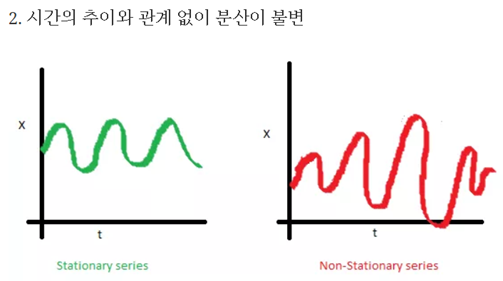 2. 시간의 추이와 관계 없이 분산이 불변
x
t
Stationary series
x
t
Non-Stationary series